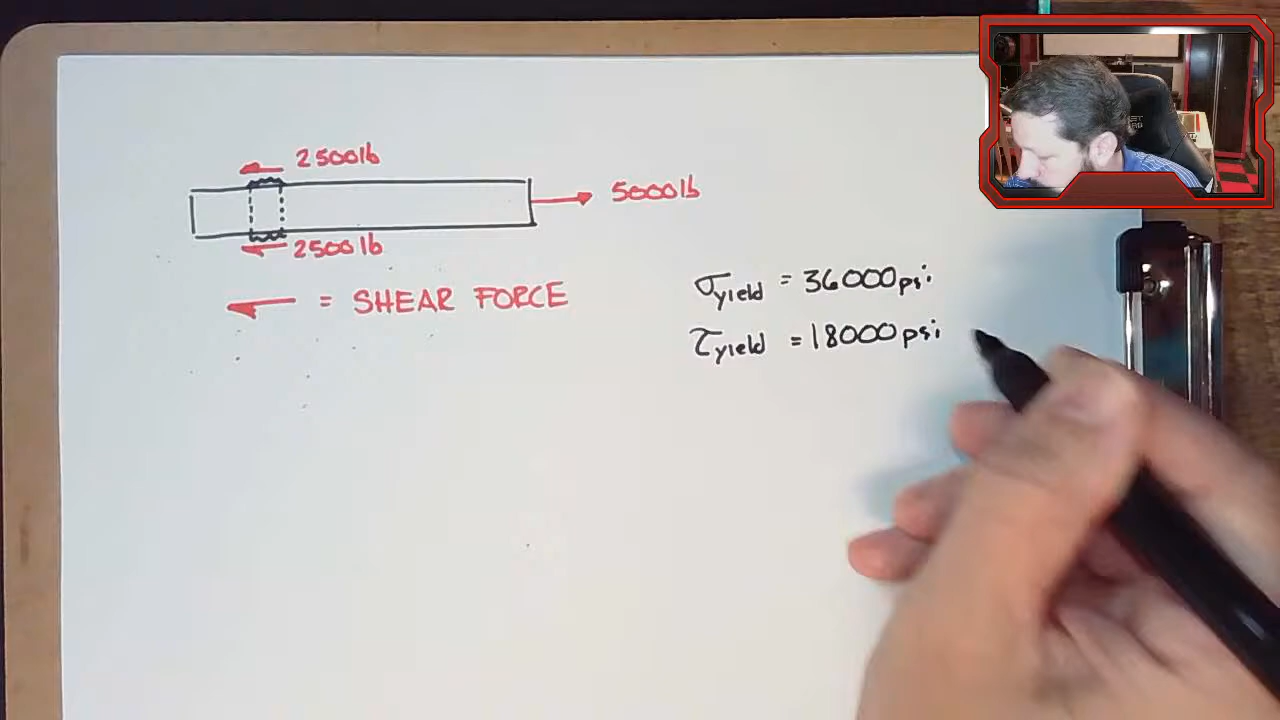 2500lb
5000lb
2500lb
= SHEAR FORCE
σyield = 36000psi
τyield = 18000psi